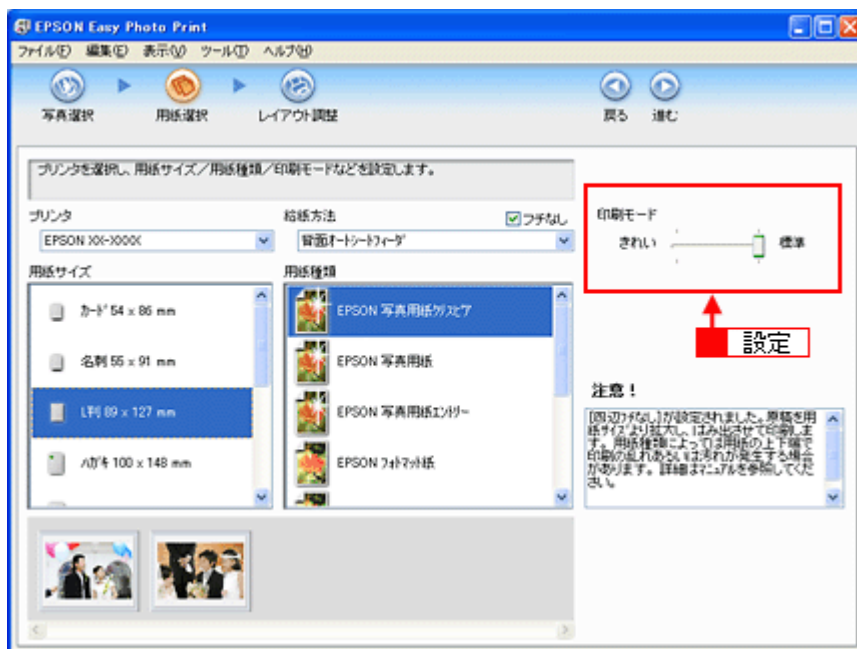 EPSON Easy Photo Print
ファイル(F) 編集(E) 表示(V) ツール(T) ヘルプ(H)
写真選択 用紙選択 レイアウト調整 戻る 進む
プリンタを選択し、用紙サイズ／用紙種類／印刷モードなどを設定します。
プリンタ 給紙方法 フチなし
EPSON XX-XXXX 背面オートシートフィーダ
用紙サイズ 用紙種類
カード 54 x 86 mm
名刺 55 x 91 mm
L判 89 x 127 mm
ハガキ 100 x 148 mm
EPSON 写真用紙クリスピア
EPSON 写真用紙
EPSON 写真用紙エントリー
EPSON フォトマット紙
印刷モード
きれい 標準
設定
注意！
[四辺フチなし]が設定されました。原稿を用
紙サイズより拡大し、はみ出させて印刷しま
す。用紙種類によっては用紙の上下端で
印刷の乱れあるいは汚れが発生する場合
があります。詳細はマニュアルを参照してくだ
さい。